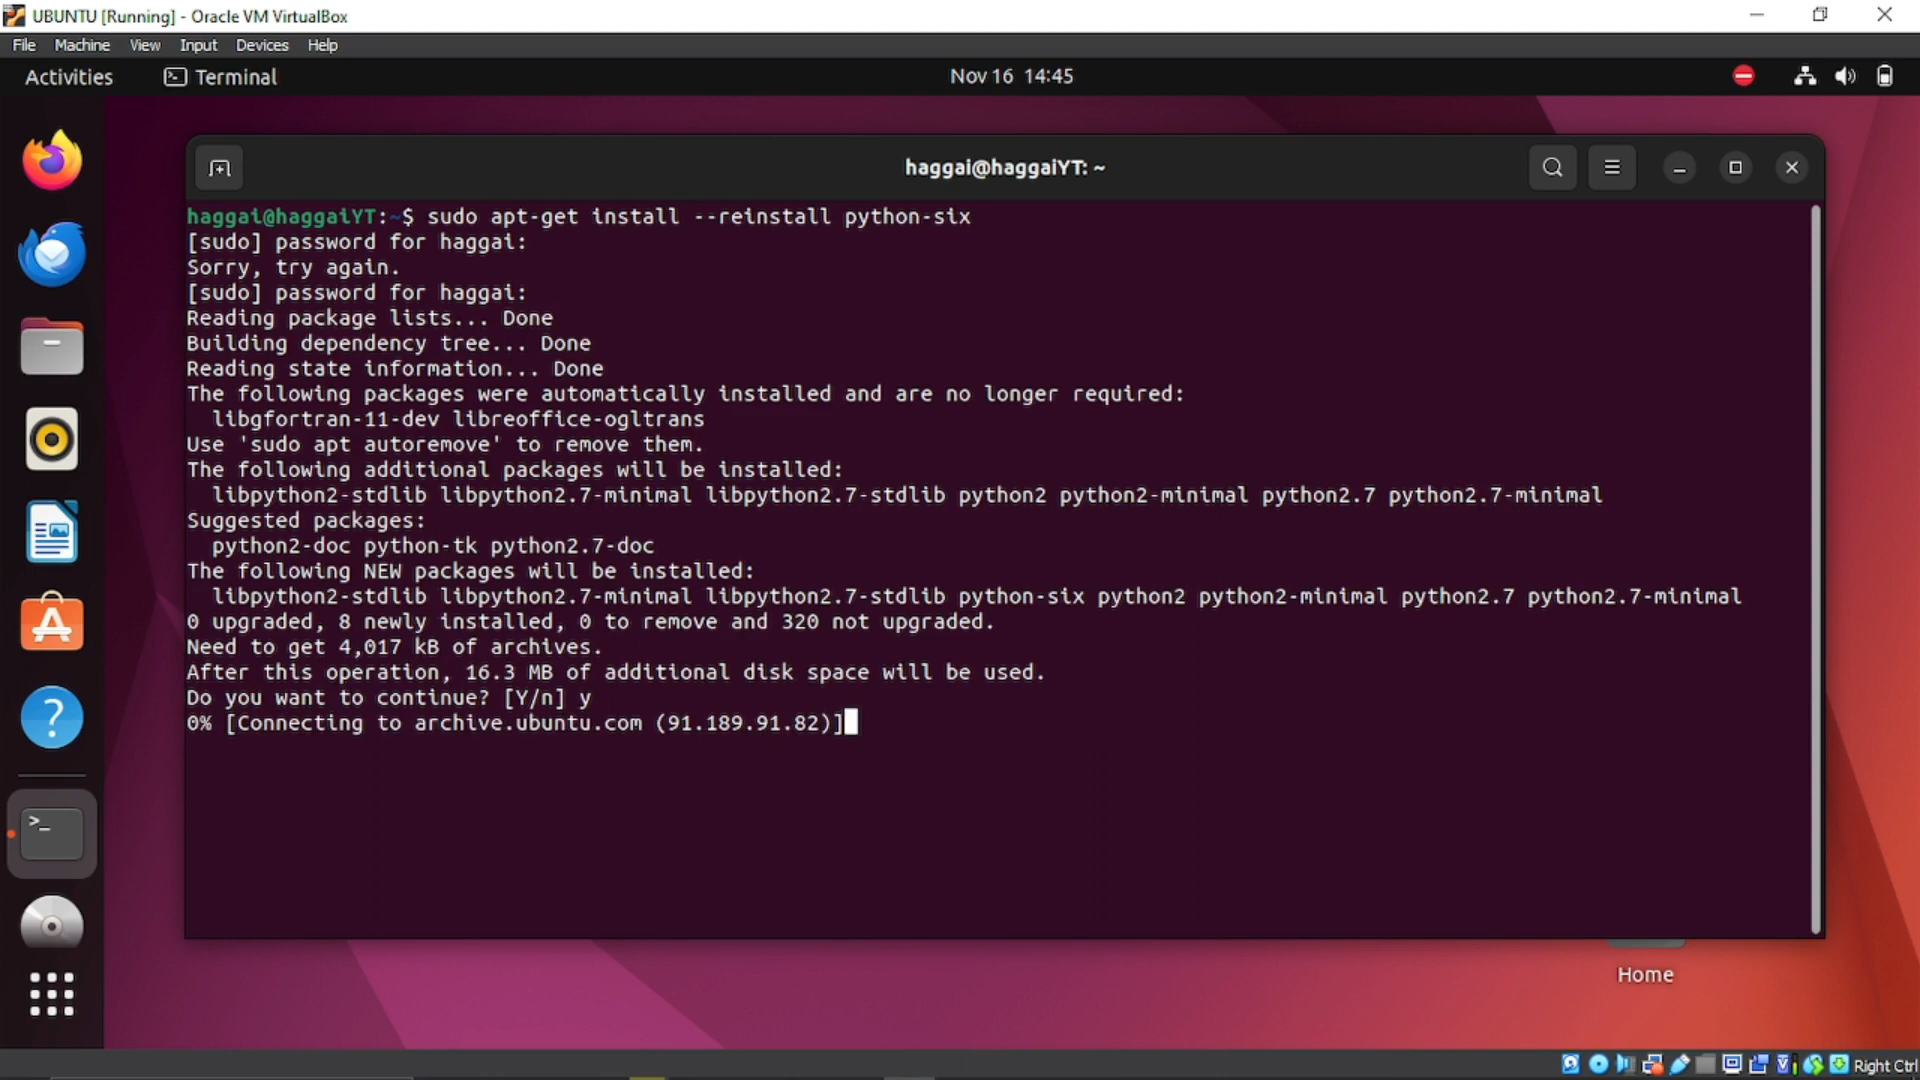 UBUNTU [Running] - Oracle VM VirtualBox
File Machine View Input Devices Help
Activities Terminal Nov 16 14:45
haggai@haggaiYT: ~
haggai@haggaiYT:~$ sudo apt-get install --reinstall python-six
[sudo] password for haggai:
Sorry, try again.
[sudo] password for haggai:
Reading package lists... Done
Building dependency tree... Done
Reading state information... Done
The following packages were automatically installed and are no longer required:
  libgfortran-11-dev libreoffice-ogltrans
Use 'sudo apt autoremove' to remove them.
The following additional packages will be installed:
  libpython2-stdlib libpython2.7-minimal libpython2.7-stdlib python2 python2-minimal python2.7 python2.7-minimal
Suggested packages:
  python2-doc python-tk python2.7-doc
The following NEW packages will be installed:
  libpython2-stdlib libpython2.7-minimal libpython2.7-stdlib python-six python2 python2-minimal python2.7 python2.7-minimal
0 upgraded, 8 newly installed, 0 to remove and 320 not upgraded.
Need to get 4,017 kB of archives.
After this operation, 16.3 MB of additional disk space will be used.
Do you want to continue? [Y/n] y
0% [Connecting to archive.ubuntu.com (91.189.91.82)]
Home
Right Ctrl